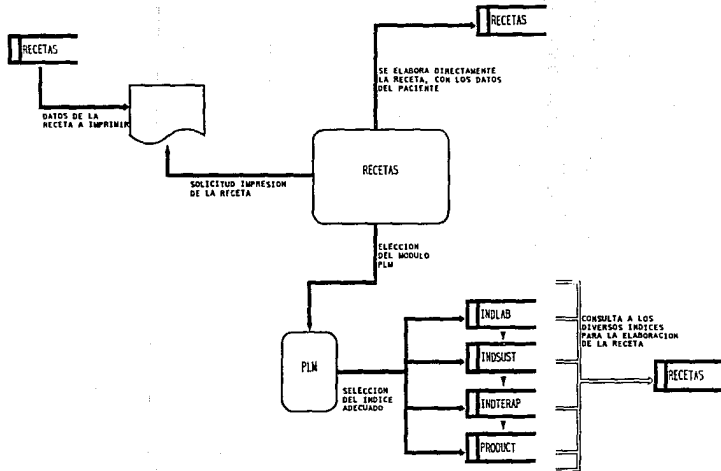 RECETAS
RECETAS
SE ELABORA DIRECTAMENTE
LA RECETA, CON LOS DATOS
DEL PACIENTE
DATOS DE LA
RECETA A IMPRIMIR
RECETAS
SOLICITUD IMPRESION
DE LA RECETA
ELECCION
DEL MODULO
PLM
INDLAB
CONSULTA A LOS
DIVERSOS INDICES
PARA LA ELABORACION
DE LA RECETA
INDSUST
PLM
RECETAS
SELECCION
DEL INDICE
ADECUADO
INDTERAP
PRODUCT